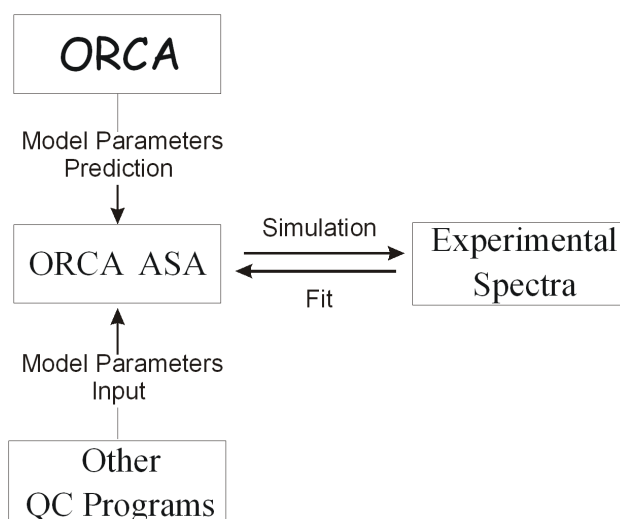 ORCA
Model Parameters
Prediction
ORCA ASA
Simulation
Fit
Experimental
Spectra
Model Parameters
Input
Other
QC Programs